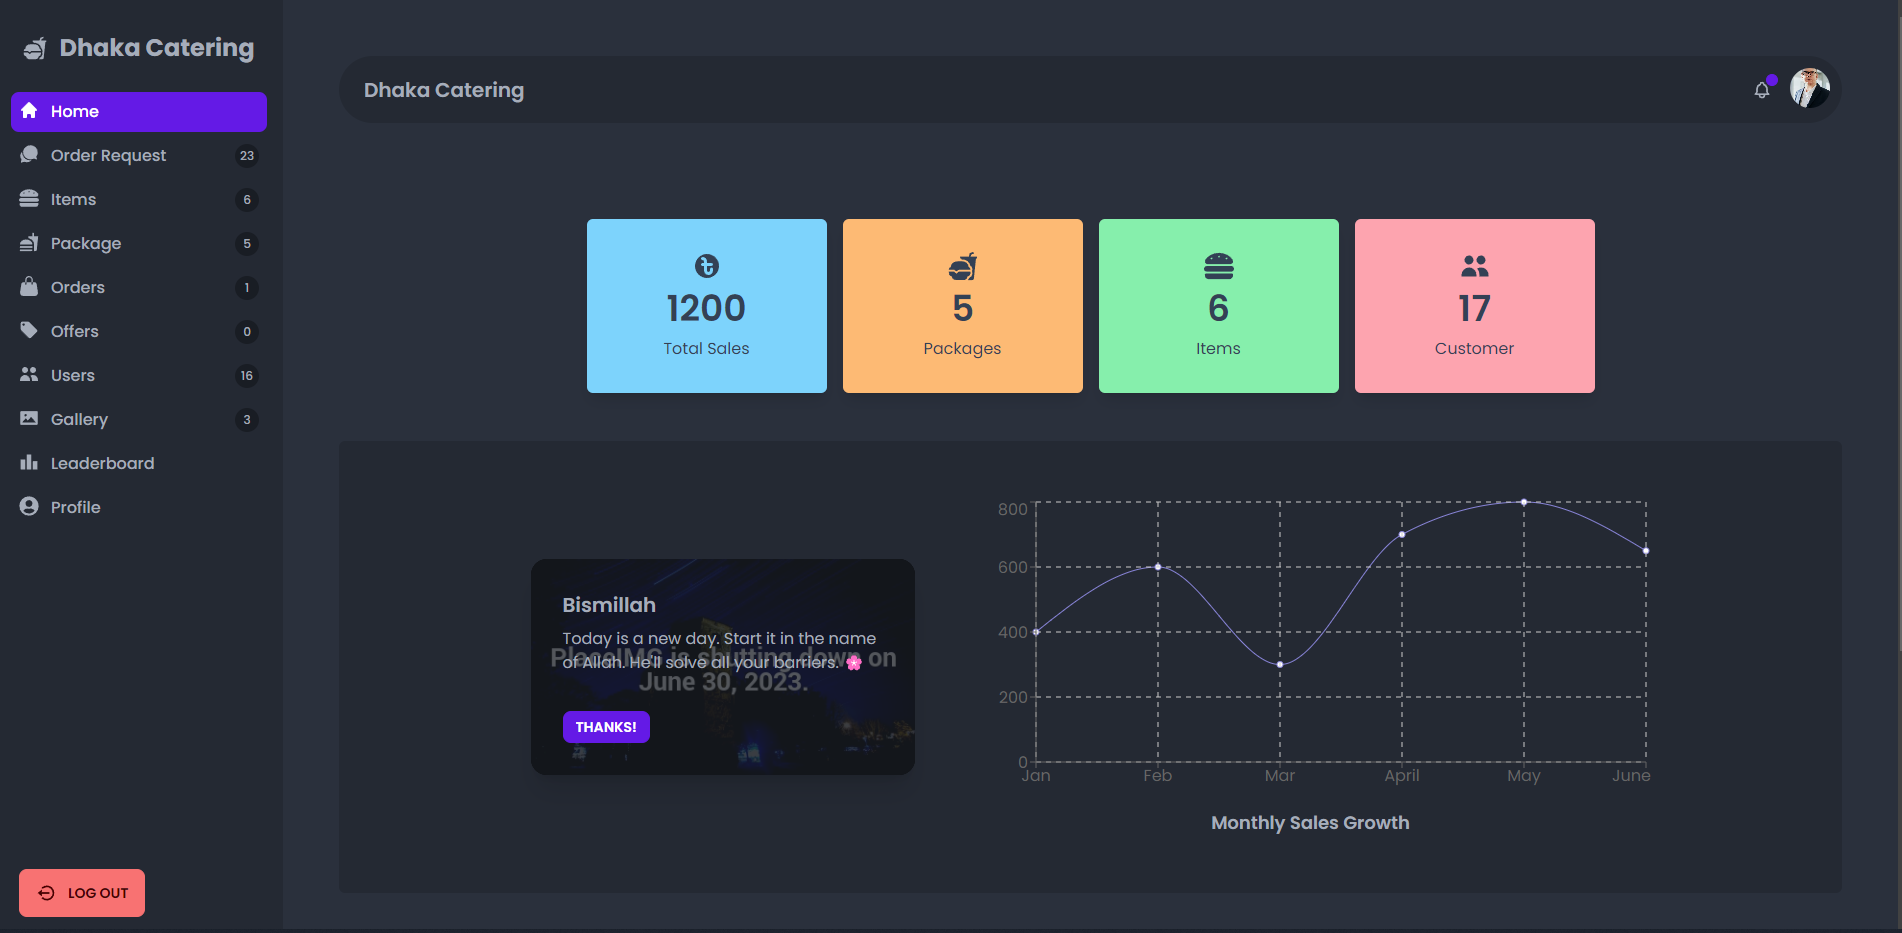 Dhaka Catering
Home
Order Request 23
Items 6
Package 5
Orders 1
Offers 0
Users 16
Gallery 3
Leaderboard
Profile
LOG OUT
Dhaka Catering
৳
1200
Total Sales
5
Packages
6
Items
17
Customer
Bismillah
Today is a new day. Start it in the name
of Allah. He'll solve all your barriers. 🌸
PlaceIMG is shutting down on
June 30, 2023.
THANKS!
800
600
400
200
0
Jan Feb Mar April May June
Monthly Sales Growth